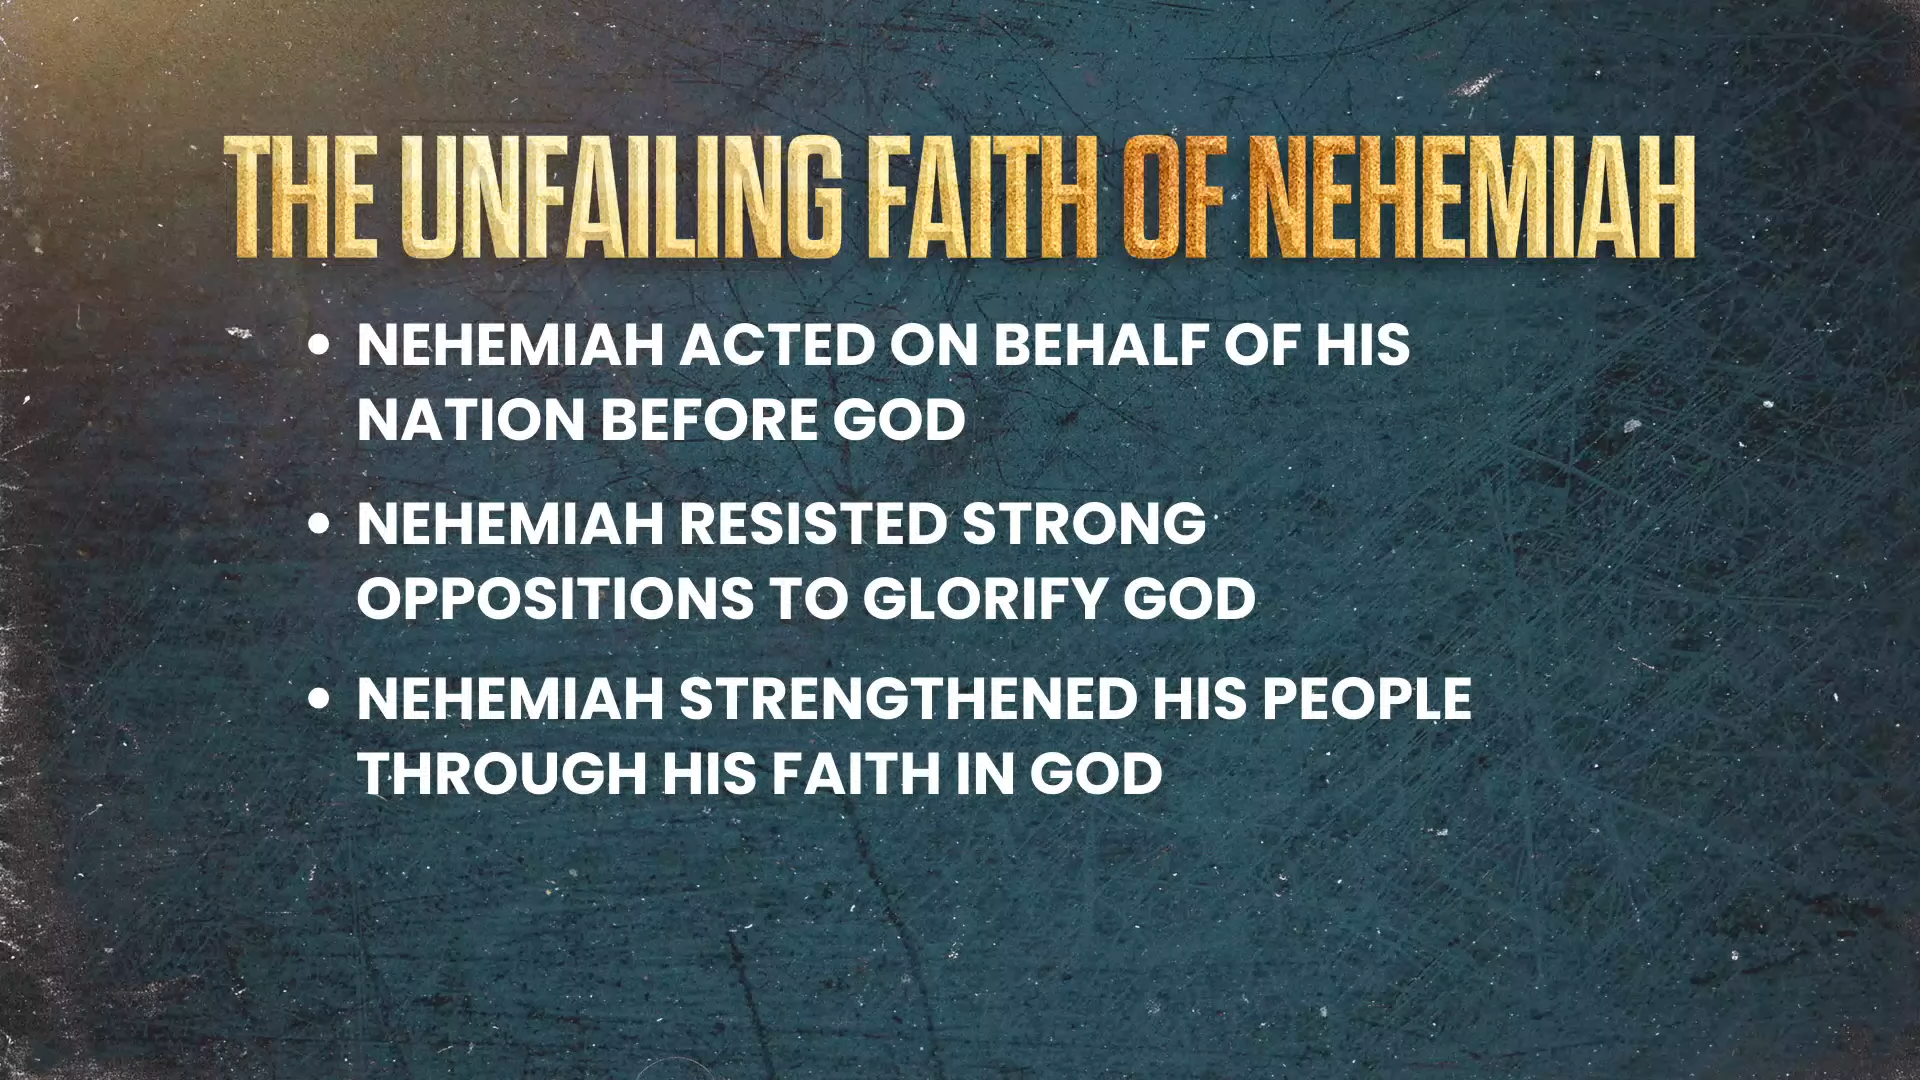 THE UNFAILING FAITH OF NEHEMIAH
• NEHEMIAH ACTED ON BEHALF OF HIS
NATION BEFORE GOD
• NEHEMIAH RESISTED STRONG
OPPOSITIONS TO GLORIFY GOD
• NEHEMIAH STRENGTHENED HIS PEOPLE
THROUGH HIS FAITH IN GOD